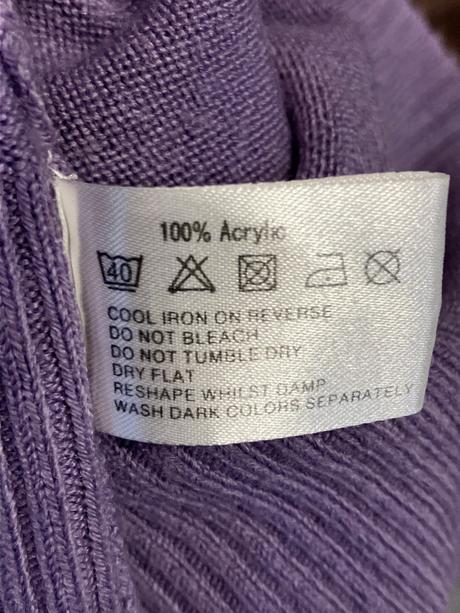 100% Acrylic
40
COOL IRON ON REVERSE
DO NOT BLEACH
DO NOT TUMBLE DRY
DRY FLAT
RESHAPE WHILST DAMP
WASH DARK COLORS SEPARATELY